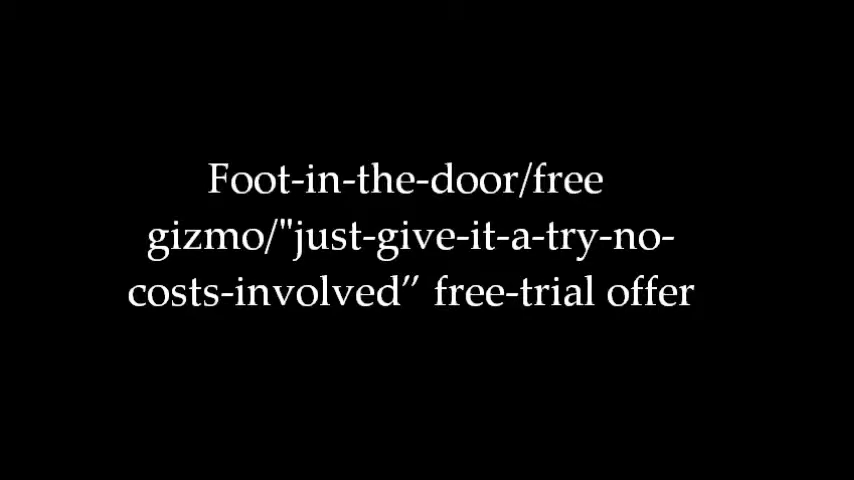 Foot-in-the-door/free
gizmo/"just-give-it-a-try-no-
costs-involved” free-trial offer